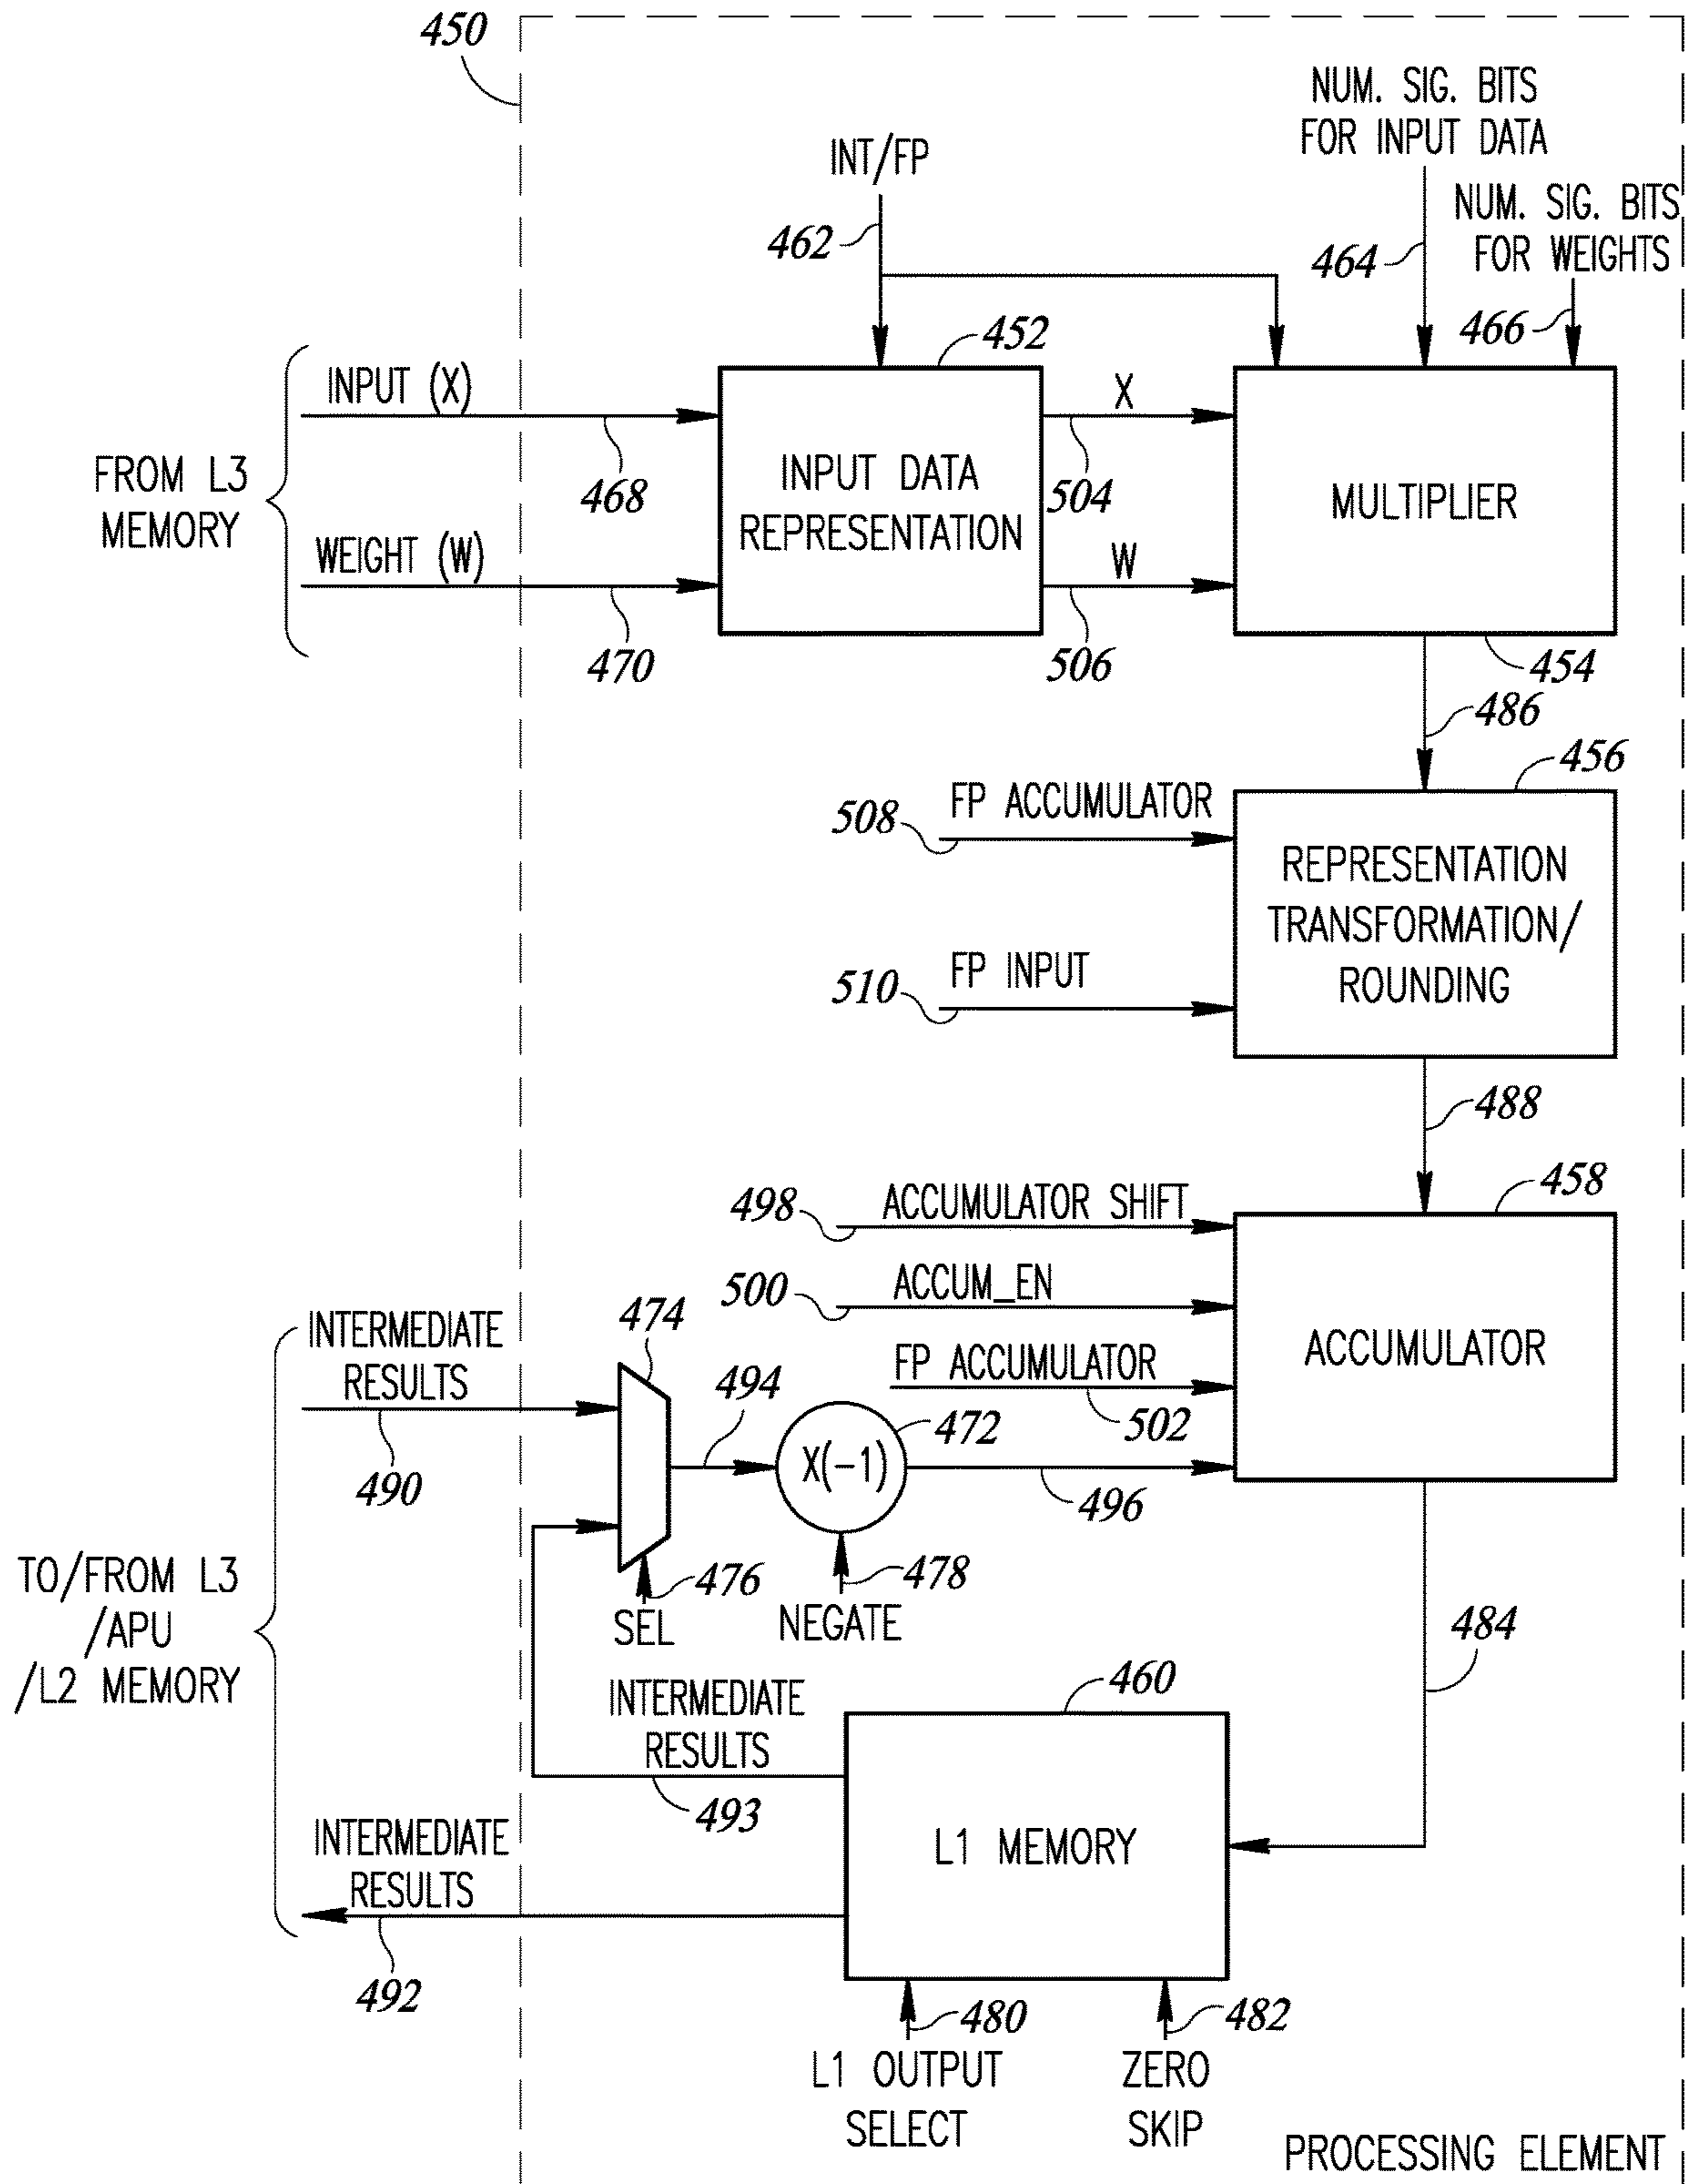 450
NUM. SIG. BITS
FOR INPUT DATA
INT/FP
NUM. SIG. BITS
FOR WEIGHTS
462
464
466
452
INPUT (X)
X
FROM L3
MEMORY
468
INPUT DATA
REPRESENTATION
504
MULTIPLIER
WEIGHT (W)
W
470
506
454
486
456
FP ACCUMULATOR
508
REPRESENTATION
TRANSFORMATION/
ROUNDING
FP INPUT
510
488
458
ACCUMULATOR SHIFT
498
ACCUM_EN
500
474
INTERMEDIATE
RESULTS
FP ACCUMULATOR
ACCUMULATOR
494
502
472
490
X(-1)
496
TO/FROM L3
/APU
/L2 MEMORY
476
478
SEL
NEGATE
484
460
INTERMEDIATE
RESULTS
493
L1 MEMORY
INTERMEDIATE
RESULTS
492
480
482
L1 OUTPUT
SELECT
ZERO
SKIP
PROCESSING ELEMENT